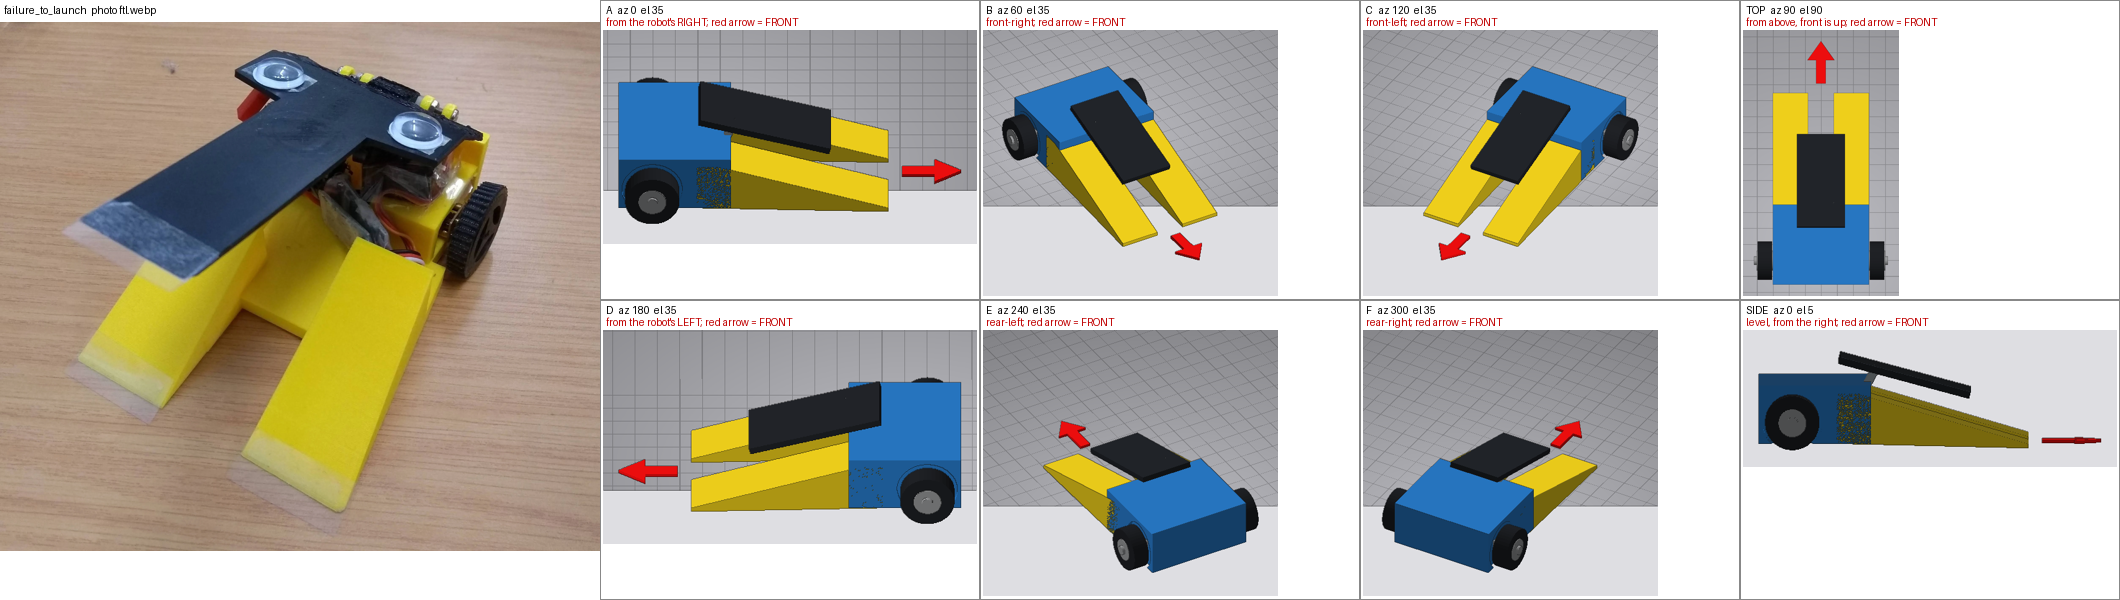 failure_to_launch photo ftl.webp
A az 0 el 35
from the robot's RIGHT; red arrow = FRONT
B az 60 el 35
front-right; red arrow = FRONT
C az 120 el 35
front-left; red arrow = FRONT
TOP az 90 el 90
from above, front is up; red arrow = FRONT
D az 180 el 35
from the robot's LEFT; red arrow = FRONT
E az 240 el 35
rear-left; red arrow = FRONT
F az 300 el 35
rear-right; red arrow = FRONT
SIDE az 0 el 5
level, from the right; red arrow = FRONT